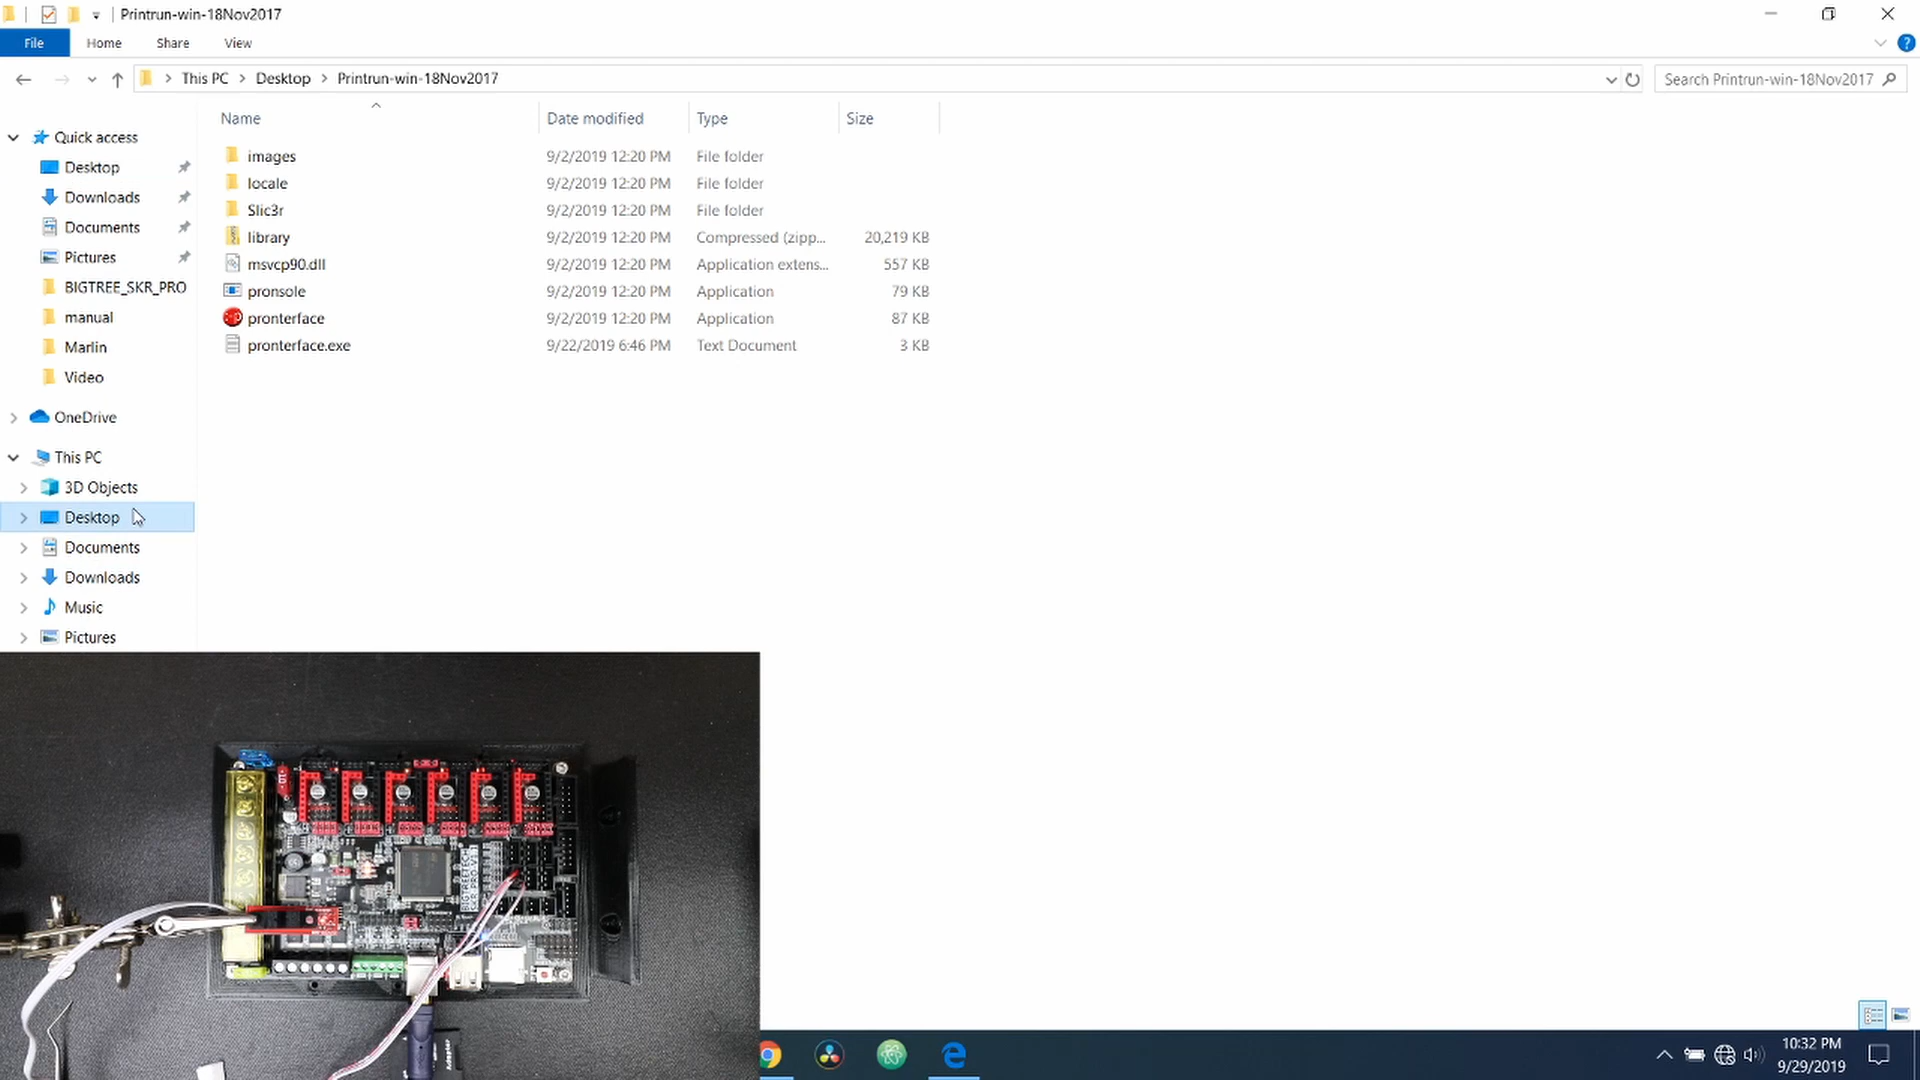 Printrun-win-18Nov2017
File Home Share View
This PC Desktop Printrun-win-18Nov2017
Search Printrun-win-18Nov2017
Name Date modified Type Size
Quick access
Desktop
Downloads
Documents
Pictures
BIGTREE_SKR_PRO
manual
Marlin
Video
OneDrive
This PC
3D Objects
Desktop
Documents
Downloads
Music
Pictures
images 9/2/2019 12:20 PM File folder
locale 9/2/2019 12:20 PM File folder
Slic3r 9/2/2019 12:20 PM File folder
library 9/2/2019 12:20 PM Compressed (zipp... 20,219 KB
msvcp90.dll 9/2/2019 12:20 PM Application extens... 557 KB
pronsole 9/2/2019 12:20 PM Application 79 KB
pronterface 9/2/2019 12:20 PM Application 87 KB
pronterface.exe 9/22/2019 6:46 PM Text Document 3 KB
BIGTREETECH
SKR PRO
10:32 PM
9/29/2019